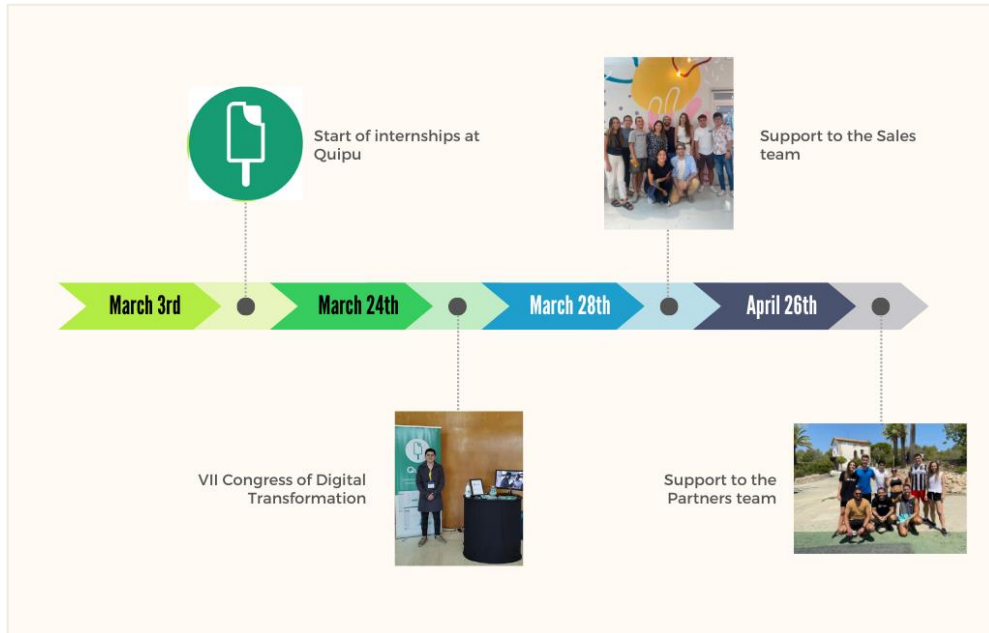 Start of internships at
Quipu
Support to the Sales
team
March 3rd
March 24th
March 28th
April 26th
VII Congress of Digital
Transformation
Support to the
Partners team